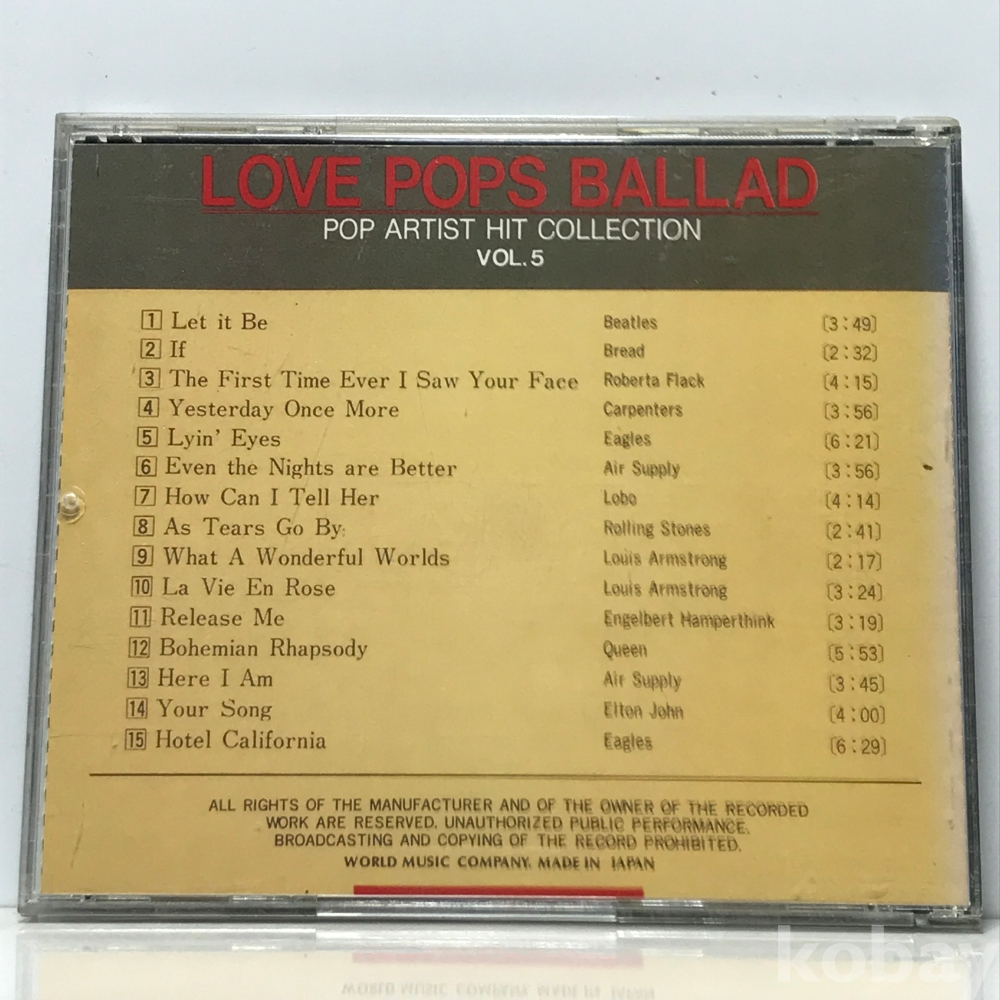 LOVE POPS BALLAD
POP ARTIST HIT COLLECTION
VOL.5
1 Let it Be Beatles [3:49]
2 If Bread [2:32]
3 The First Time Ever I Saw Your Face Roberta Flack [4:15]
4 Yesterday Once More Carpenters [3:56]
5 Lyin' Eyes Eagles [6:21]
6 Even the Nights are Better Air Supply [3:56]
7 How Can I Tell Her Lobo [4:14]
8 As Tears Go By Rolling Stones [2:41]
9 What A Wonderful Worlds Louis Armstrong [2:17]
10 La Vie En Rose Louis Armstrong [3:24]
11 Release Me Engelbert Hamperthink [3:19]
12 Bohemian Rhapsody Queen [5:53]
13 Here I Am Air Supply [3:45]
14 Your Song Elton John [4:00]
15 Hotel California Eagles [6:29]
ALL RIGHTS OF THE MANUFACTURER AND OF THE OWNER OF THE RECORDED
WORK ARE RESERVED. UNAUTHORIZED PUBLIC PERFORMANCE.
BROADCASTING AND COPYING OF THE RECORD PROHIBITED.
WORLD MUSIC COMPANY. MADE IN JAPAN
kobay